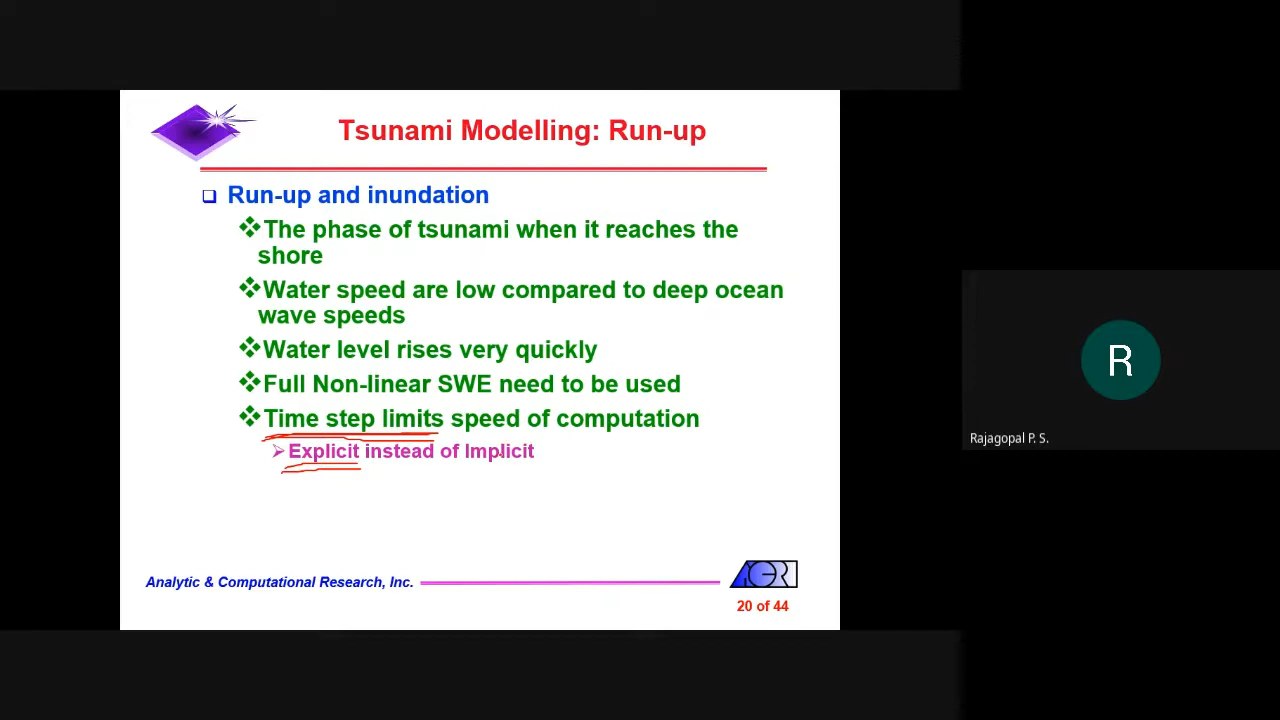 Tsunami Modelling: Run-up
Run-up and inundation
The phase of tsunami when it reaches the
shore
Water speed are low compared to deep ocean
wave speeds
Water level rises very quickly
Full Non-linear SWE need to be used
Time step limits speed of computation
Explicit instead of Implicit
Analytic & Computational Research, Inc.
ACRI
20 of 44
R
Rajagopal P. S.